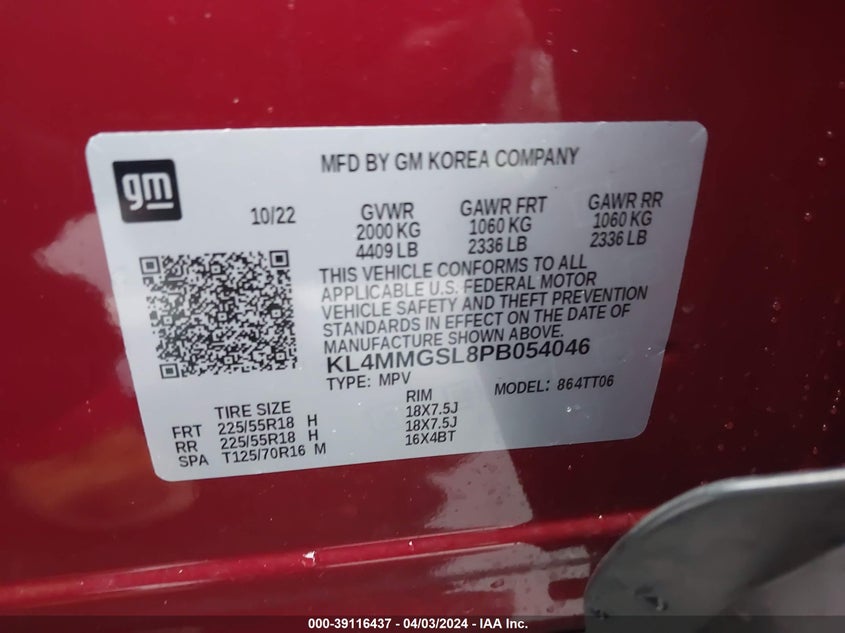 gm
MFD BY GM KOREA COMPANY
10/22 GVWR GAWR FRT GAWR RR
2000 KG 1060 KG 1060 KG
4409 LB 2336 LB 2336 LB
THIS VEHICLE CONFORMS TO ALL
APPLICABLE U.S. FEDERAL MOTOR
VEHICLE SAFETY AND THEFT PREVENTION
STANDARDS IN EFFECT ON THE DATE OF
MANUFACTURE SHOWN ABOVE.
KL4MMGSL8PB054046
TYPE: MPV MODEL: 864TT06
TIRE SIZE RIM
FRT 225/55R18 H 18X7.5J
RR 225/55R18 H 18X7.5J
SPA T125/70R16 M 16X4BT
000-39116437 - 04/03/2024 - IPA Inc.